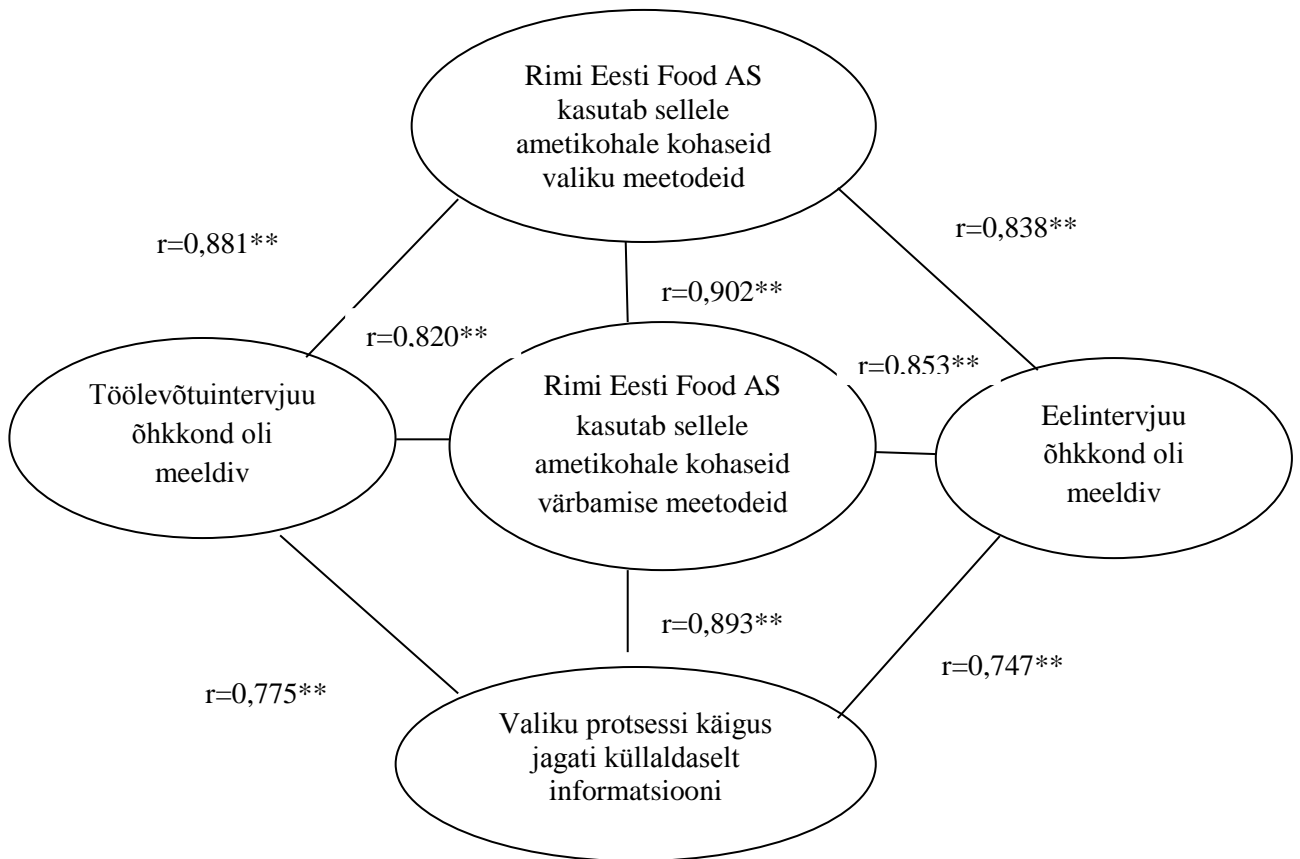 Rimi Eesti Food AS
kasutab sellele
ametikohale kohaseid
valiku meetodeid
r=0,881**
r=0,838**
r=0,902**
r=0,820**
r=0,853**
Töölevõtuintervjuu
õhkkond oli
meeldiv
Rimi Eesti Food AS
kasutab sellele
ametikohale kohaseid
värbamise meetodeid
Eelintervjuu
õhkkond oli
meeldiv
r=0,893**
r=0,775**
r=0,747**
Valiku protsessi käigus
jagati küllaldaselt
informatsiooni